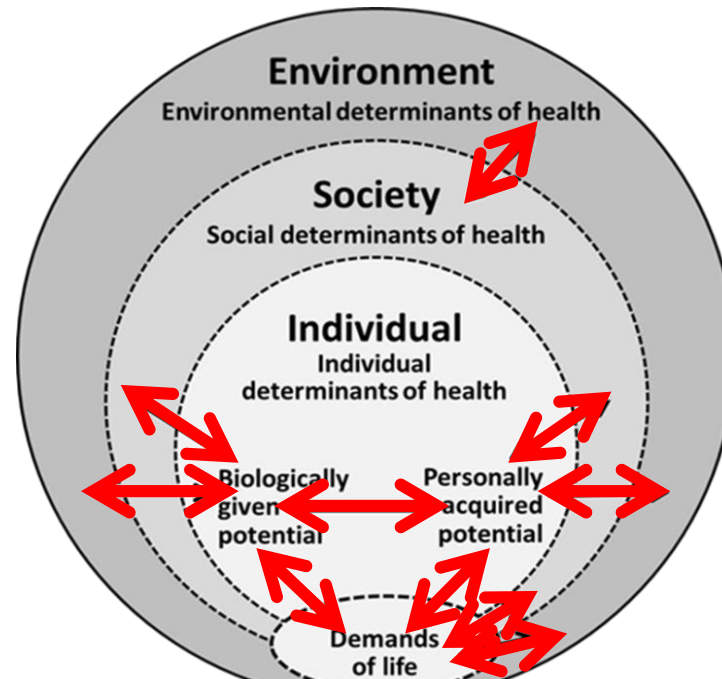 Environment
Environmental determinants of health
Society
Social determinants of health
Individual
Individual
determinants of health
Biologically
given
potential
Personally
acquired
potential
Demands
of life